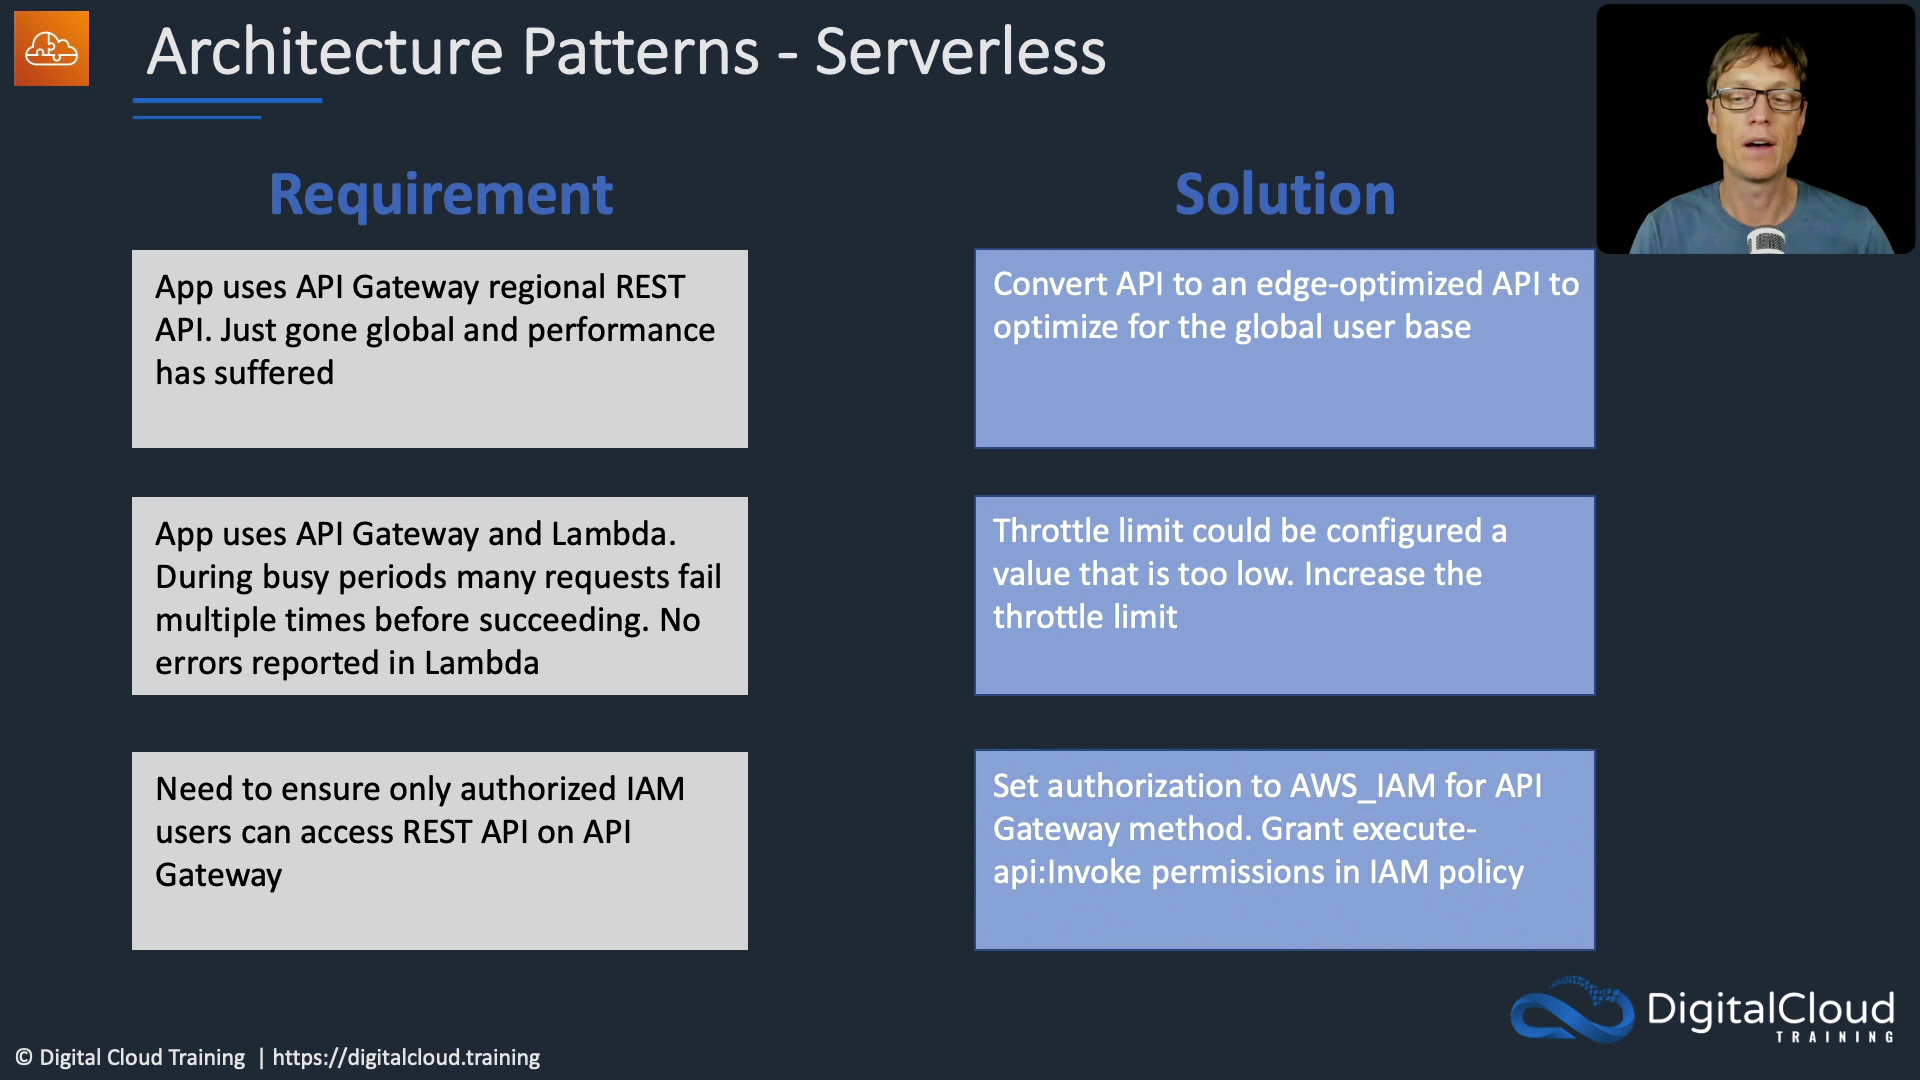 Architecture Patterns - Serverless
Requirement
Solution
App uses API Gateway regional REST
API. Just gone global and performance
has suffered
Convert API to an edge-optimized API to
optimize for the global user base
App uses API Gateway and Lambda.
During busy periods many requests fail
multiple times before succeeding. No
errors reported in Lambda
Throttle limit could be configured a
value that is too low. Increase the
throttle limit
Need to ensure only authorized IAM
users can access REST API on API
Gateway
Set authorization to AWS_IAM for API
Gateway method. Grant execute-
api:Invoke permissions in IAM policy
DigitalCloud
TRAINING
© Digital Cloud Training | https://digitalcloud.training